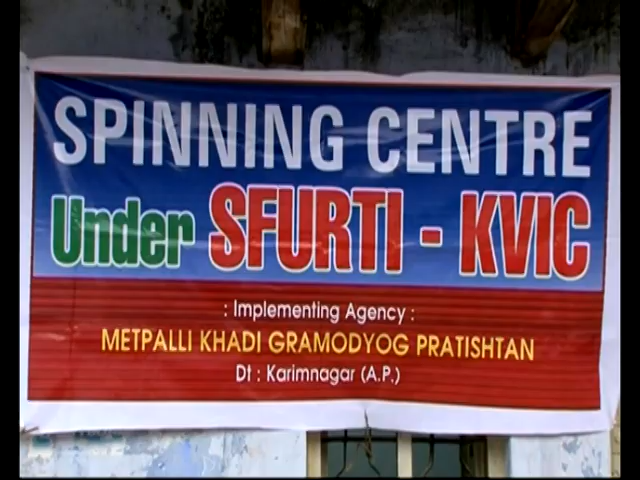 SPINNING CENTRE
Under SFURTI - KVIC
: Implementing Agency :
METPALLI KHADI GRAMODYOG PRATISHTAN
Dt : Karimnagar (A.P.)